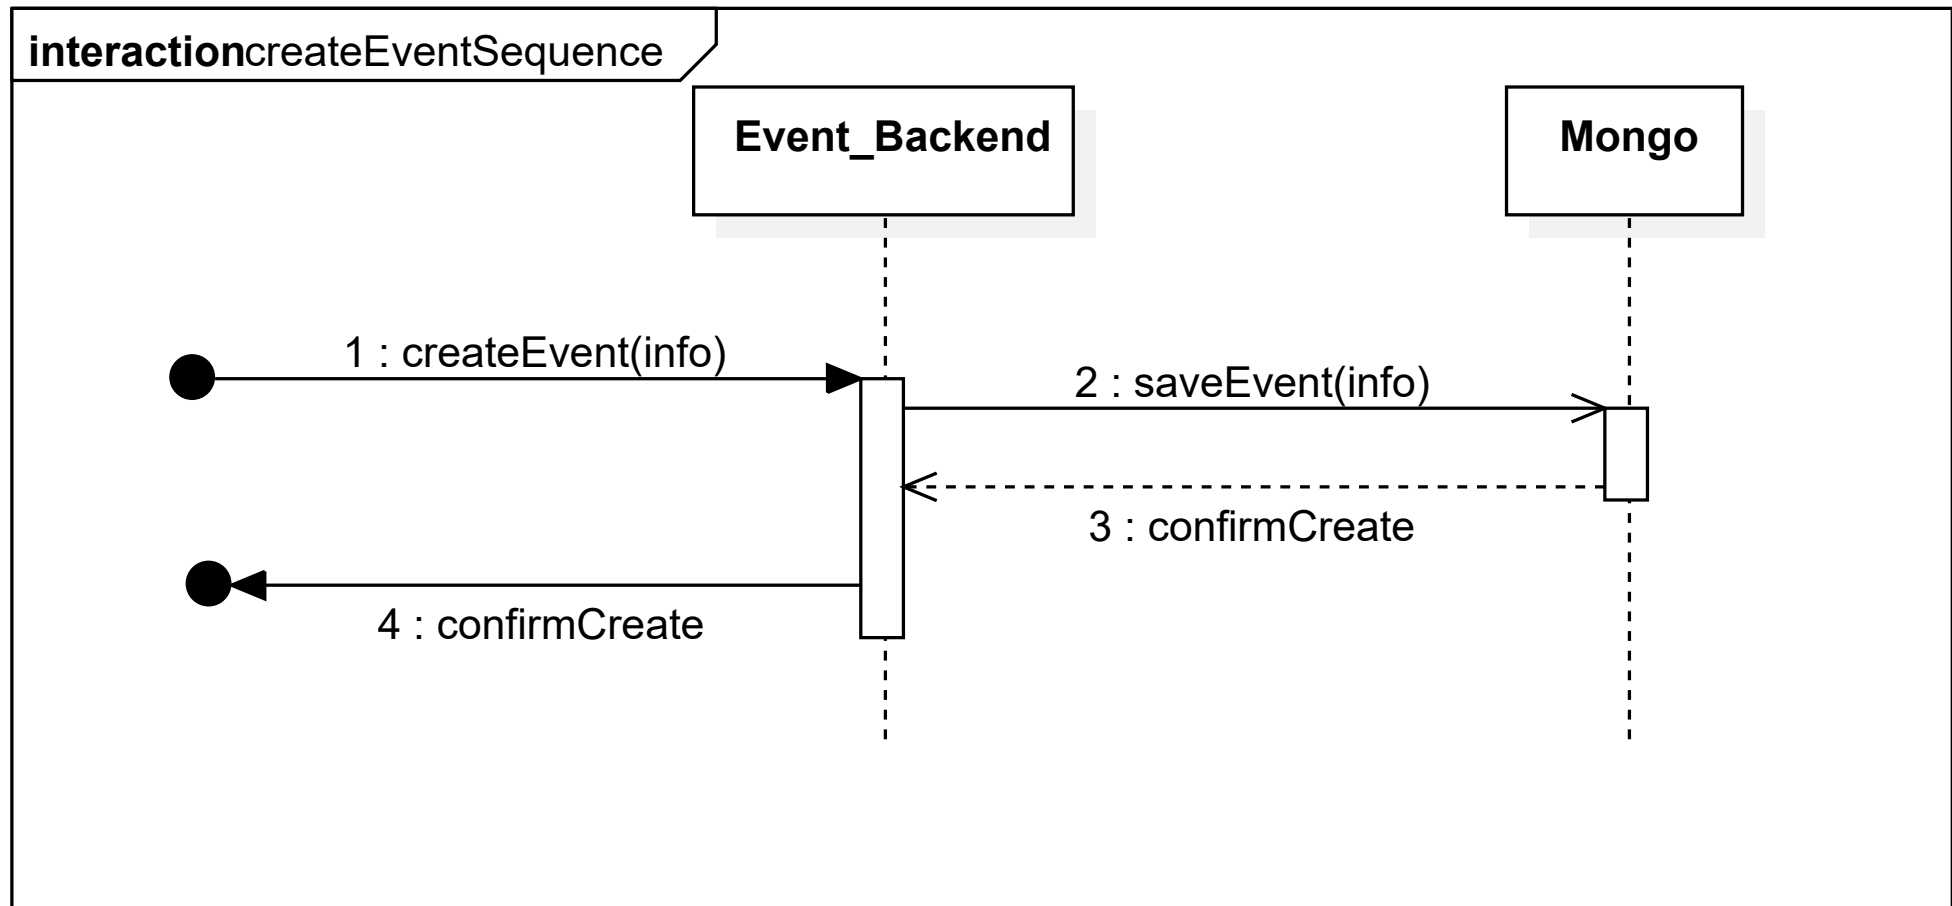 interactioncreateEventSequence
Event_Backend
Mongo
1 : createEvent(info)
2 : saveEvent(info)
3 : confirmCreate
4 : confirmCreate